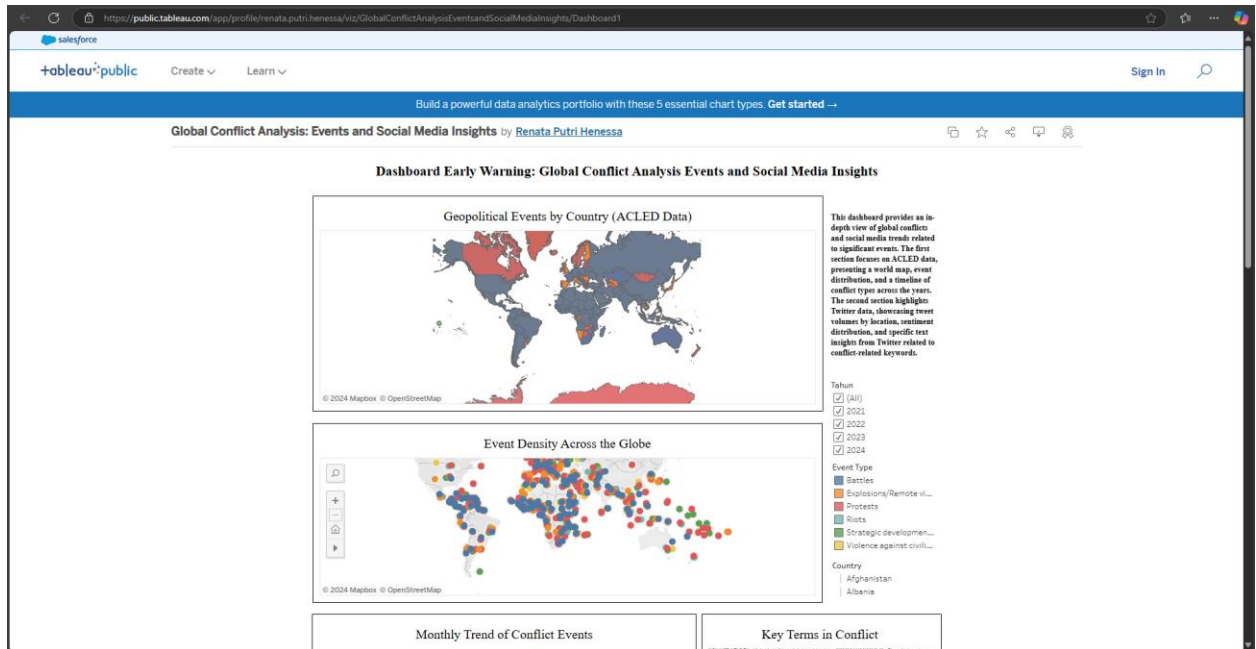 https://public.tableau.com/app/profile/renata.putri.henessa/viz/GlobalConflictAnalysisEventsandSocialMediaInsights/Dashboard1
salesforce
+ableau public
Create
Learn
Sign In
Build a powerful data analytics portfolio with these 5 essential chart types. Get started →
Global Conflict Analysis: Events and Social Media Insights by Renata Putri Henessa
Dashboard Early Warning: Global Conflict Analysis Events and Social Media Insights
Geopolitical Events by Country (ACLED Data)
© 2024 Mapbox © OpenStreetMap
This dashboard provides an in-
depth view of global conflicts
and social media trends related
to significant events. The first
section focuses on ACLED data,
presenting a world map, event
distribution, and a timeline of
conflict types across the years.
The second section highlights
Twitter data, showcasing tweet
volumes by location, sentiment
distribution, and specific text
insights from Twitter related to
conflict-related keywords.
Tahun
(All)
2021
2022
2023
2024
Event Type
Battles
Explosions/Remote vi...
Protests
Riots
Strategic developmen...
Violence against civili...
Country
Afghanistan
Albania
Event Density Across the Globe
© 2024 Mapbox © OpenStreetMap
Monthly Trend of Conflict Events
Key Terms in Conflict